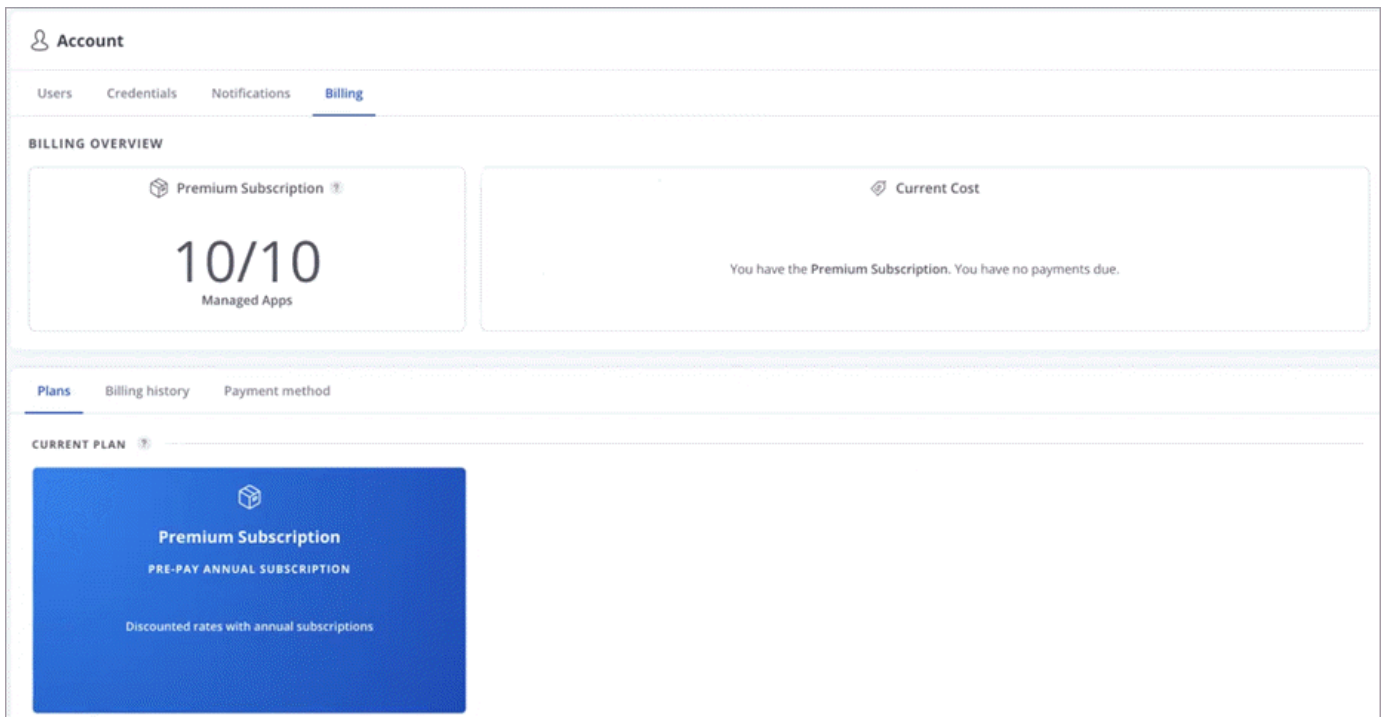 Account
Users Credentials Notifications Billing
BILLING OVERVIEW
Premium Subscription ?
10/10
Managed Apps
Current Cost
You have the Premium Subscription. You have no payments due.
Plans Billing history Payment method
CURRENT PLAN ?
Premium Subscription
PRE-PAY ANNUAL SUBSCRIPTION
Discounted rates with annual subscriptions